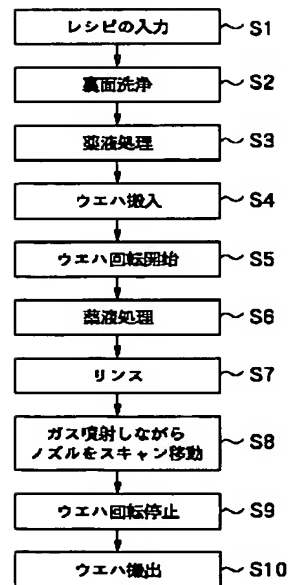 レシピの入力 ~ S1
裏面洗浄 ~ S2
薬液処理 ~ S3
ウエハ搬入 ~ S4
ウエハ回転開始 ~ S5
薬液処理 ~ S6
リンス ~ S7
ガス噴射しながら
ノズルをスキャン移動 ~ S8
ウエハ回転停止 ~ S9
ウエハ搬出 ~ S10